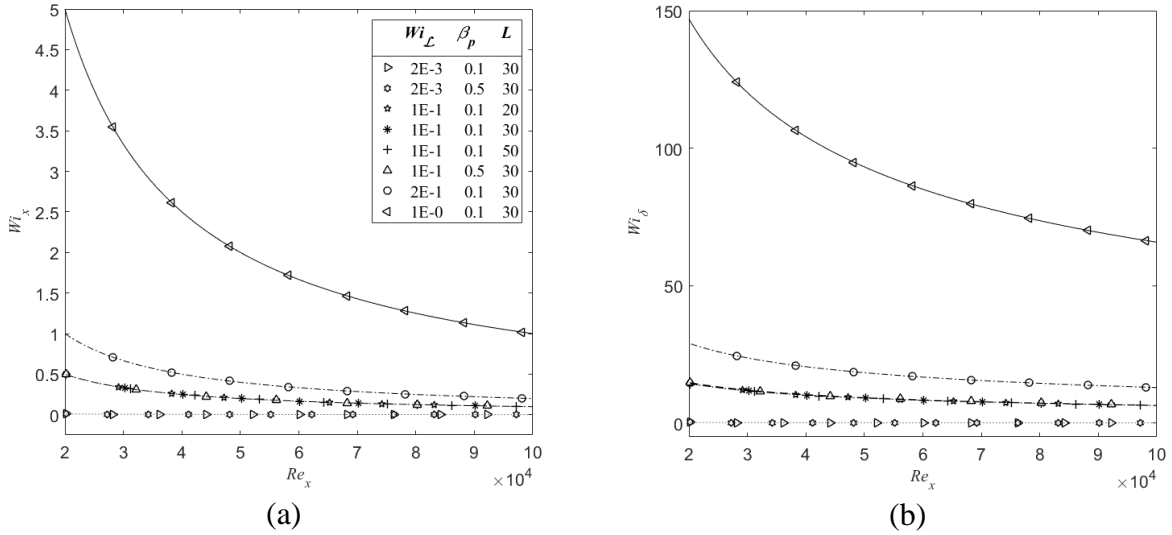 5
4.5
4
3.5
3
2.5
2
1.5
1
0.5
0
Wi_x
Wi_𝓛 β_p L
2E-3 0.1 30
2E-3 0.5 30
1E-1 0.1 20
1E-1 0.1 30
1E-1 0.1 50
1E-1 0.5 30
2E-1 0.1 30
1E-0 0.1 30
2 3 4 5 6 7 8 9 10
Re_x
×10^4
(a)
150
100
50
0
Wi_δ
2 3 4 5 6 7 8 9 10
Re_x
×10^4
(b)